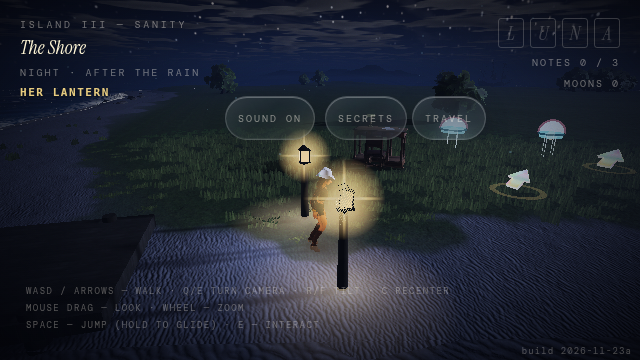 ISLAND III — SANITY
The Shore
NIGHT · AFTER THE RAIN
HER LANTERN
L U N A
NOTES 0 / 3
MOONS 0
SOUND ON
SECRETS
TRAVEL
WASD / ARROWS — WALK · Q/E TURN CAMERA · R/F TILT · C RECENTER
MOUSE DRAG — LOOK · WHEEL — ZOOM
SPACE — JUMP (HOLD TO GLIDE) · E — INTERACT
build 2026-11-23a